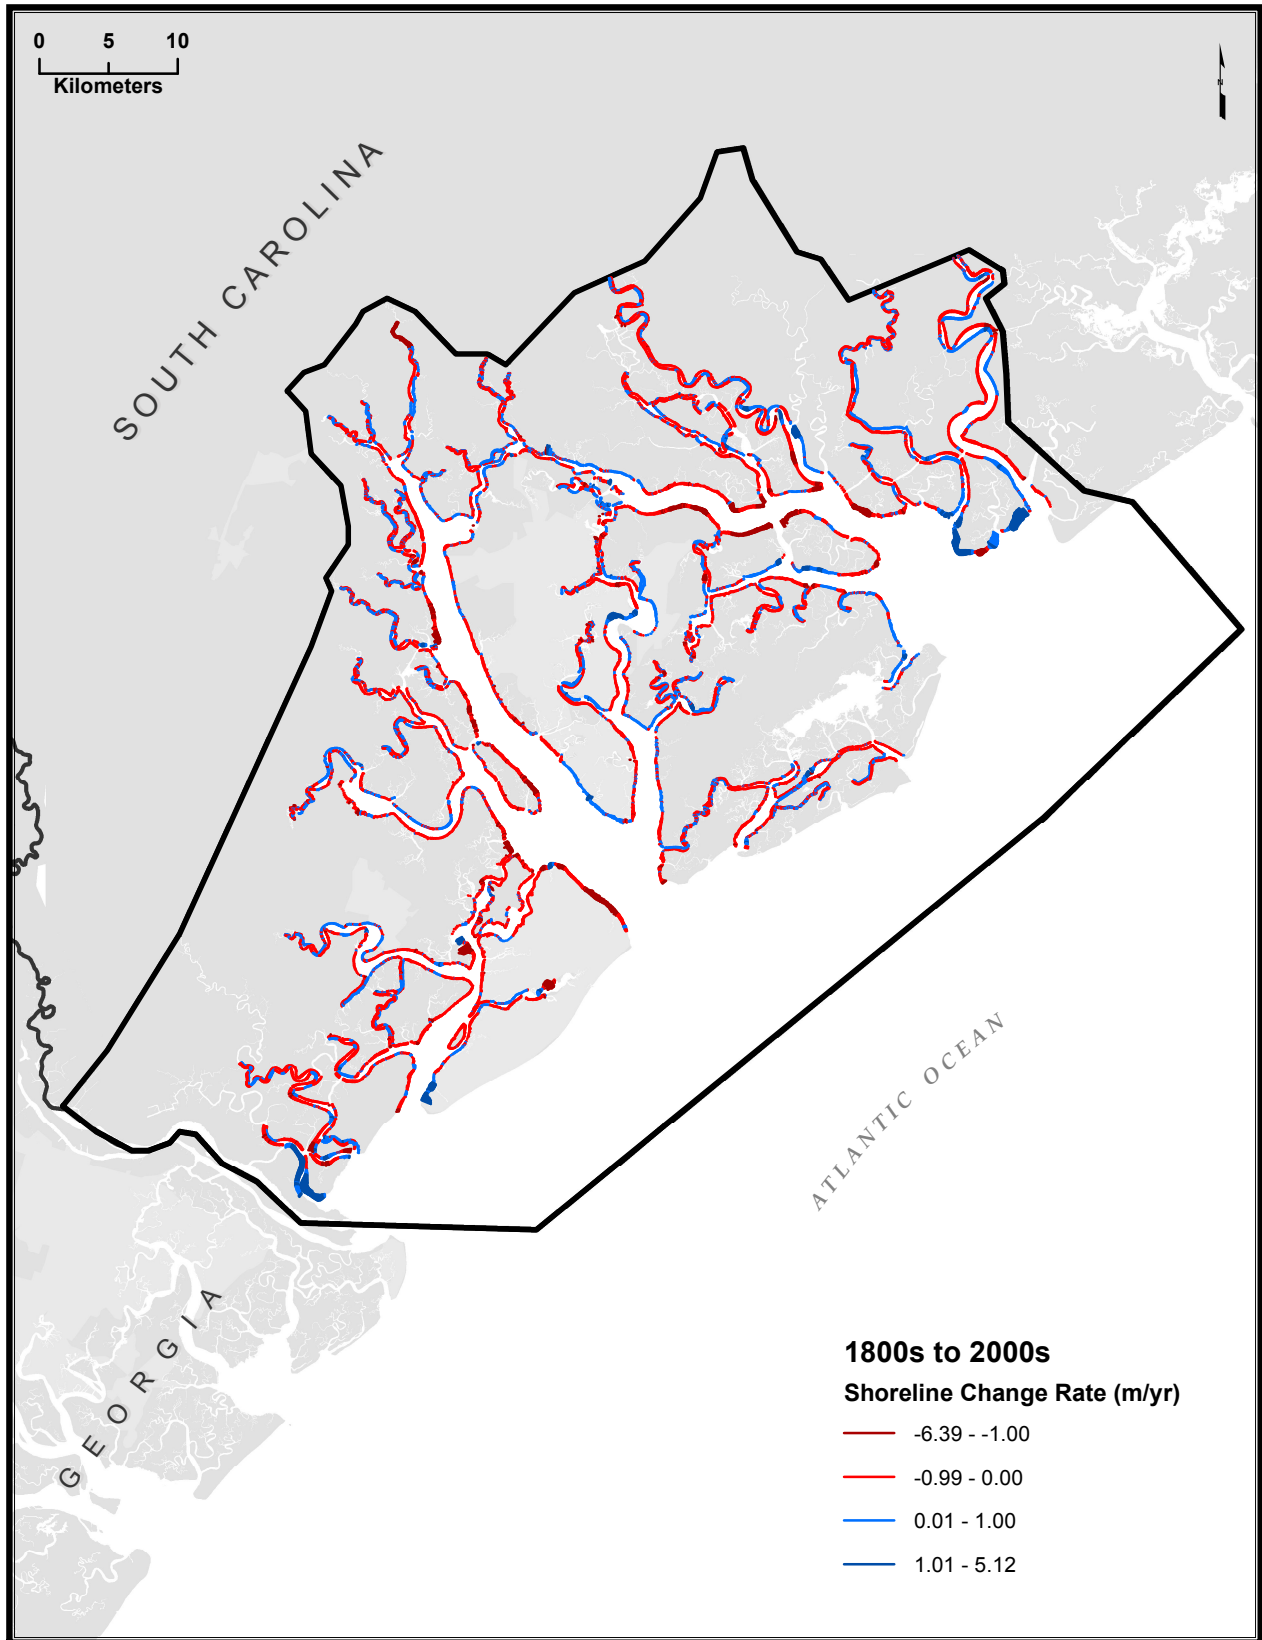 0 5 10
Kilometers
N
SOUTH CAROLINA
ATLANTIC OCEAN
GEORGIA
1800s to 2000s
Shoreline Change Rate (m/yr)
-6.39 - -1.00
-0.99 - 0.00
0.01 - 1.00
1.01 - 5.12